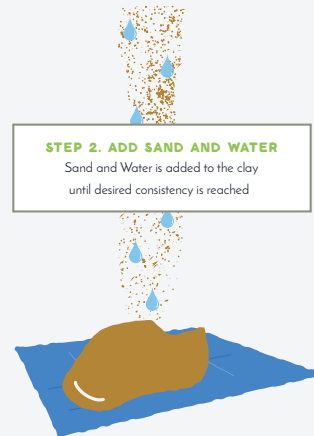 STEP 2. ADD SAND AND WATER
Sand and Water is added to the clay
until desired consistency is reached